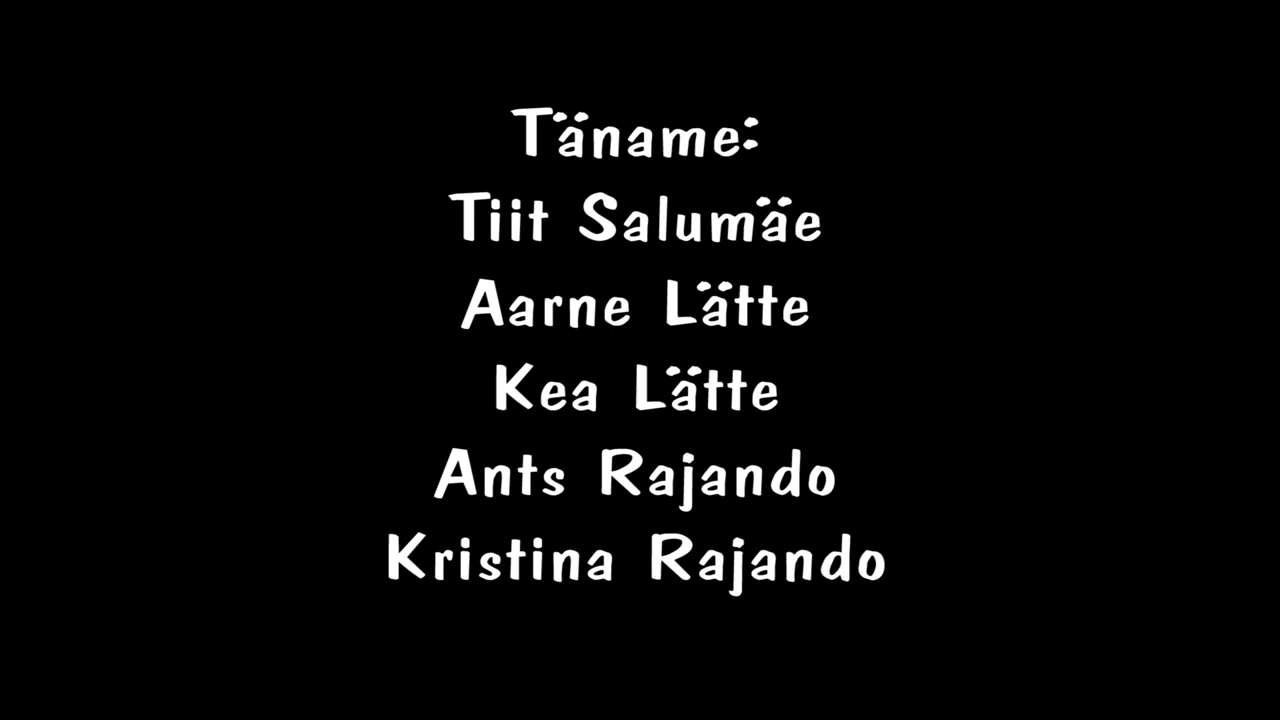 Täname:
Tiit Salumäe
Aarne Lätte
Kea Lätte
Ants Rajando
Kristina Rajando